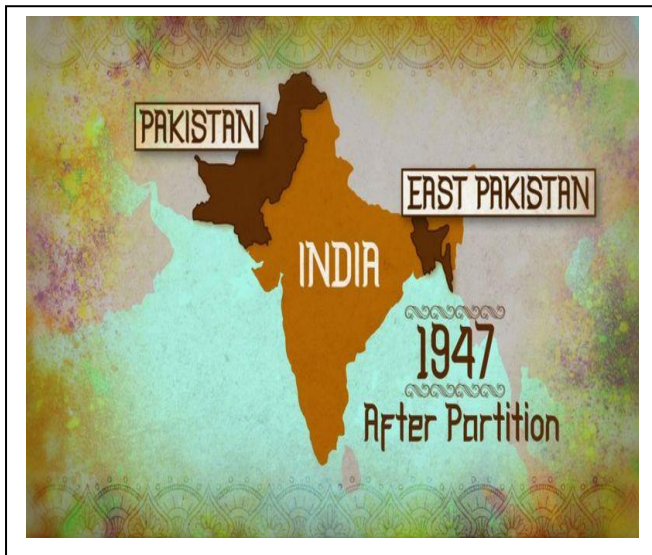 PAKISTAN
EAST PAKISTAN
INDIA
1947
After Partition